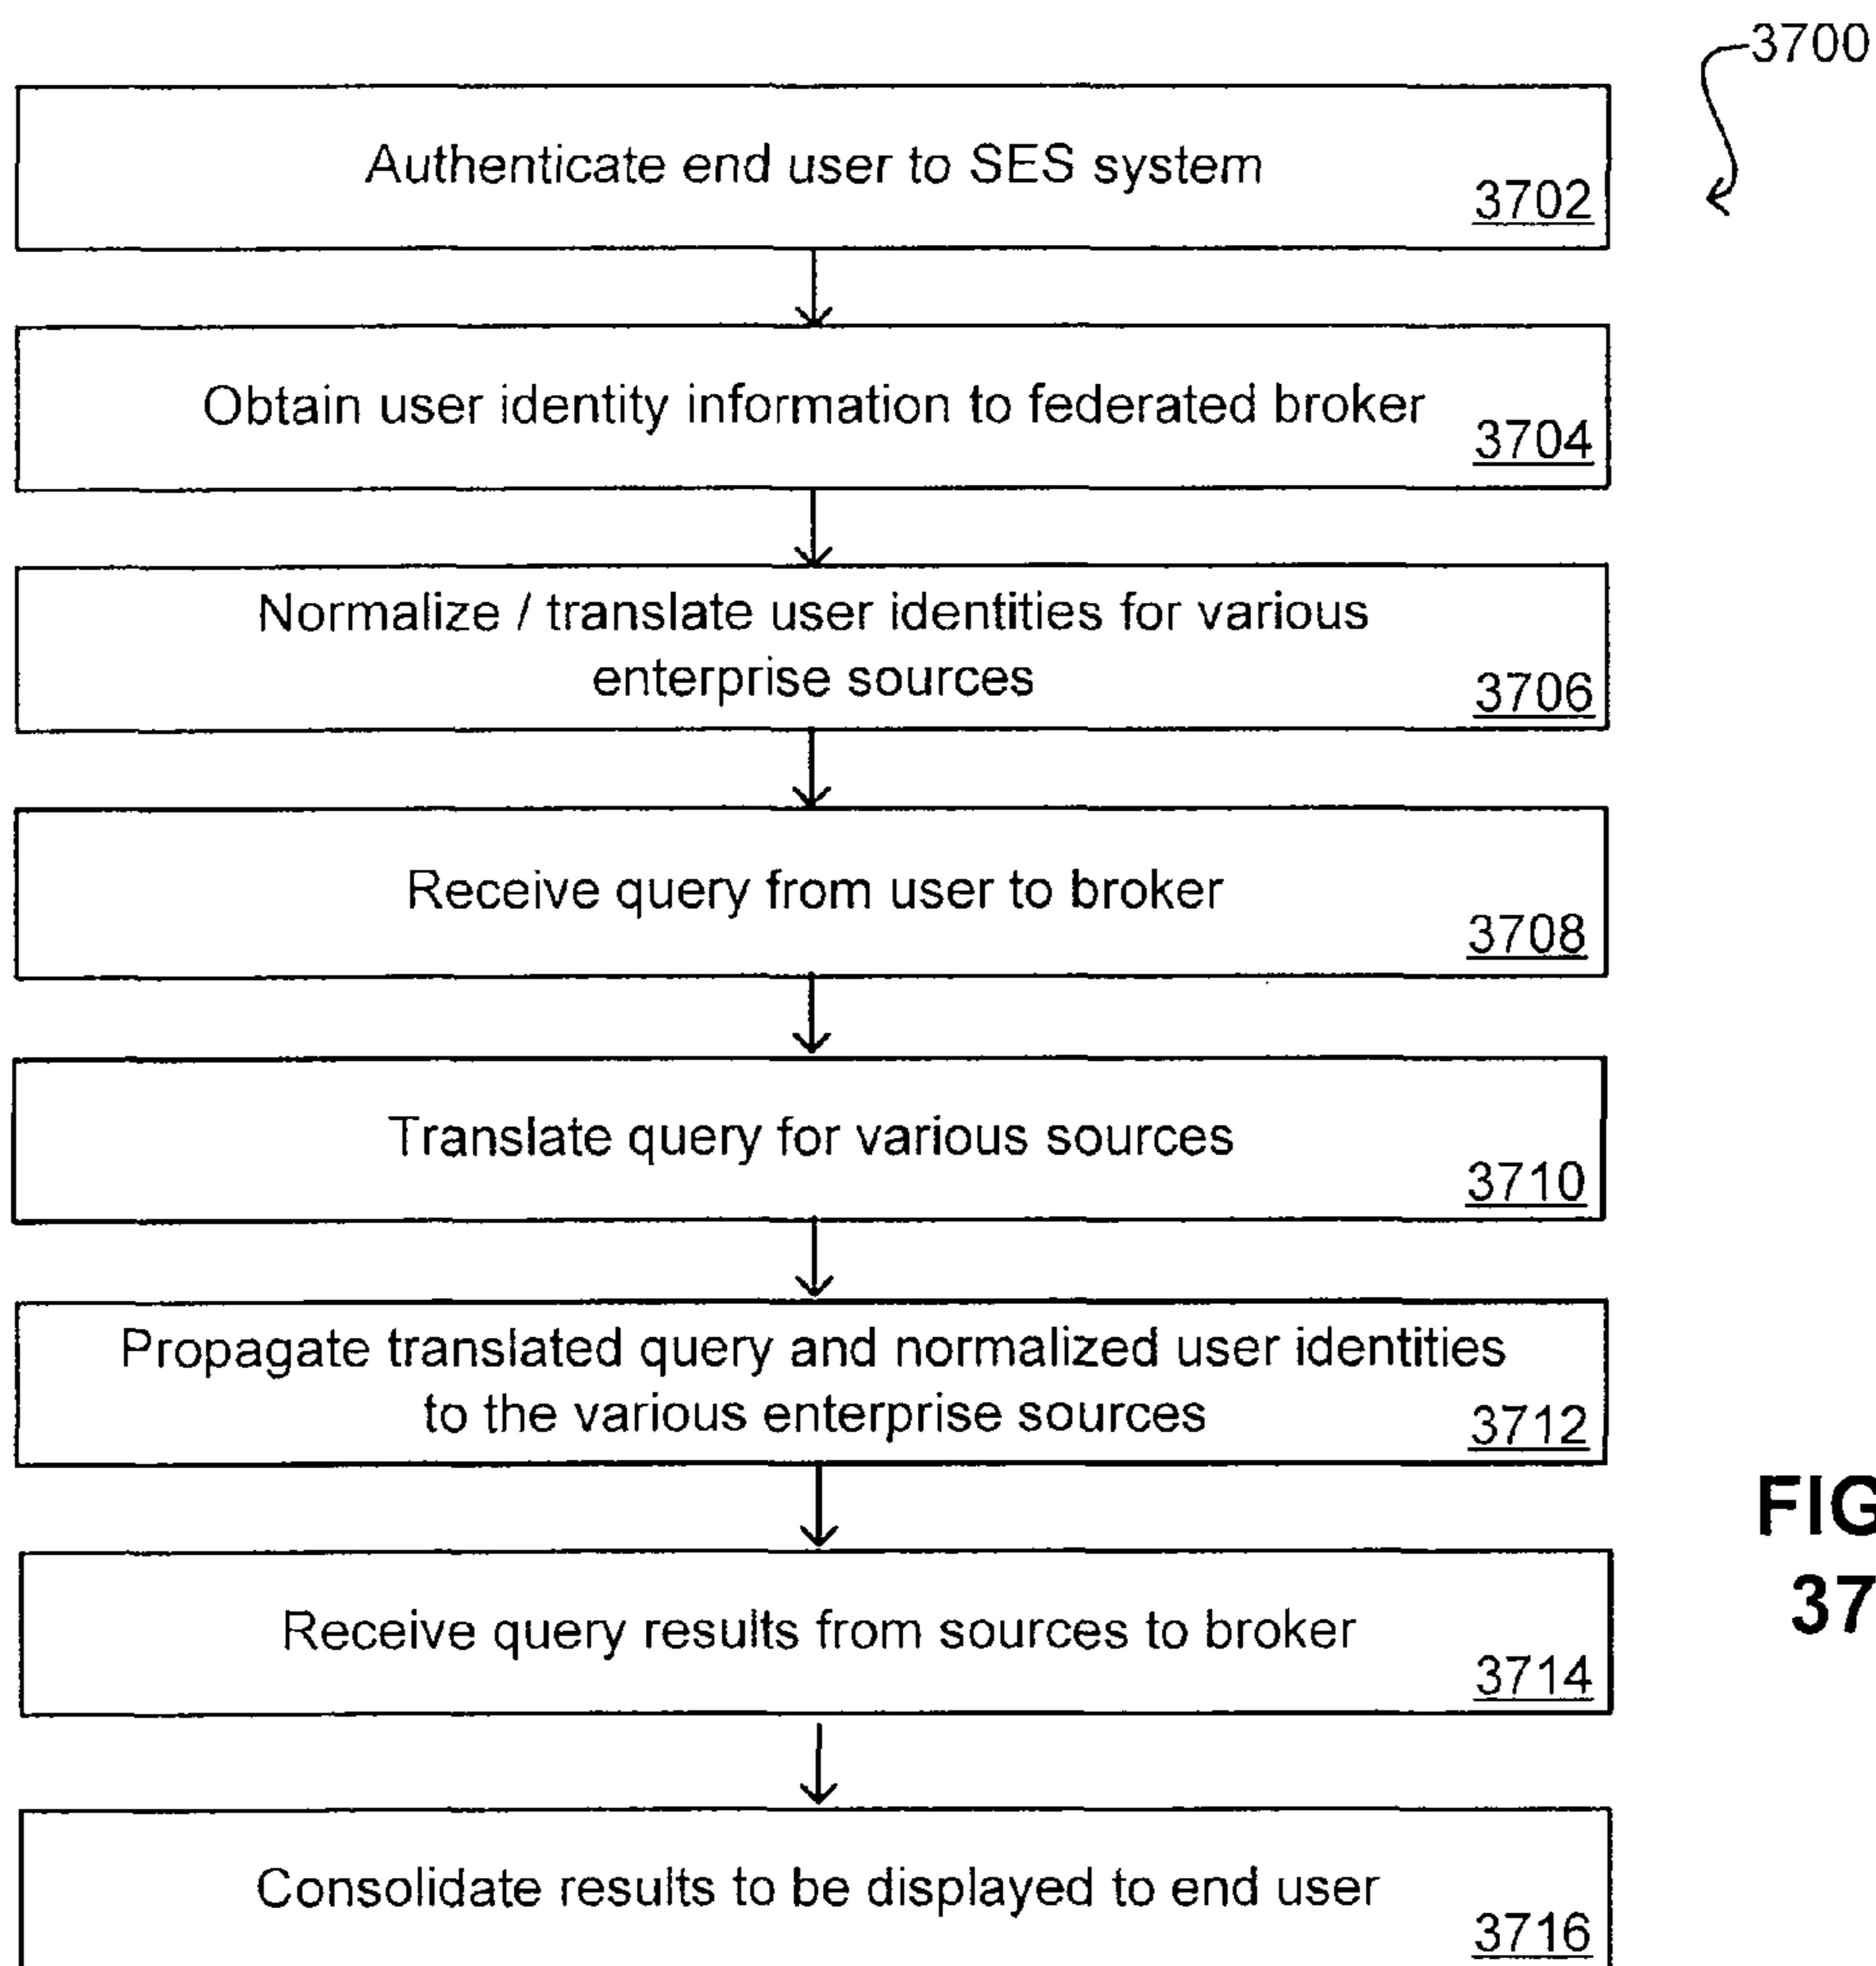 3700
Authenticate end user to SES system
3702
Obtain user identity information to federated broker
3704
Normalize / translate user identities for various
enterprise sources
3706
Receive query from user to broker
3708
Translate query for various sources
3710
Propagate translated query and normalized user identities
to the various enterprise sources
3712
Receive query results from sources to broker
3714
Consolidate results to be displayed to end user
3716
FIG
37